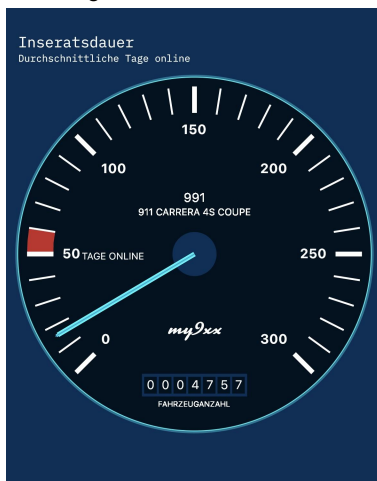 Inseratsdauer
Durchschnittliche Tage online
150
100
200
991
911 CARRERA 4S COUPE
50 TAGE ONLINE
250
my9xx
0
300
0004757
FAHRZEUGANZAHL